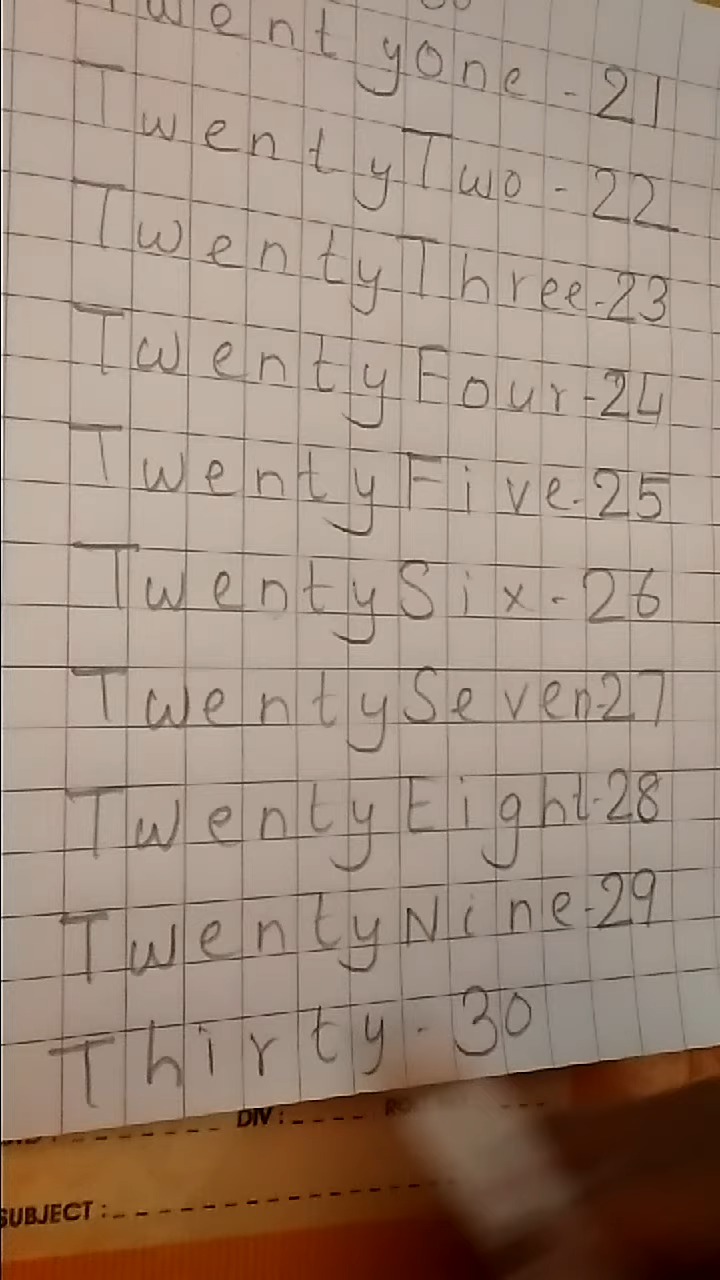 TwentyOne - 21
TwentyTwo - 22
TwentyThree-23
TwentyFour-24
TwentyFive-25
TwentySix-26
TwentySeven-27
TwentyEight-28
TwentyNine-29
Thirty-30
DIV :
SUBJECT :